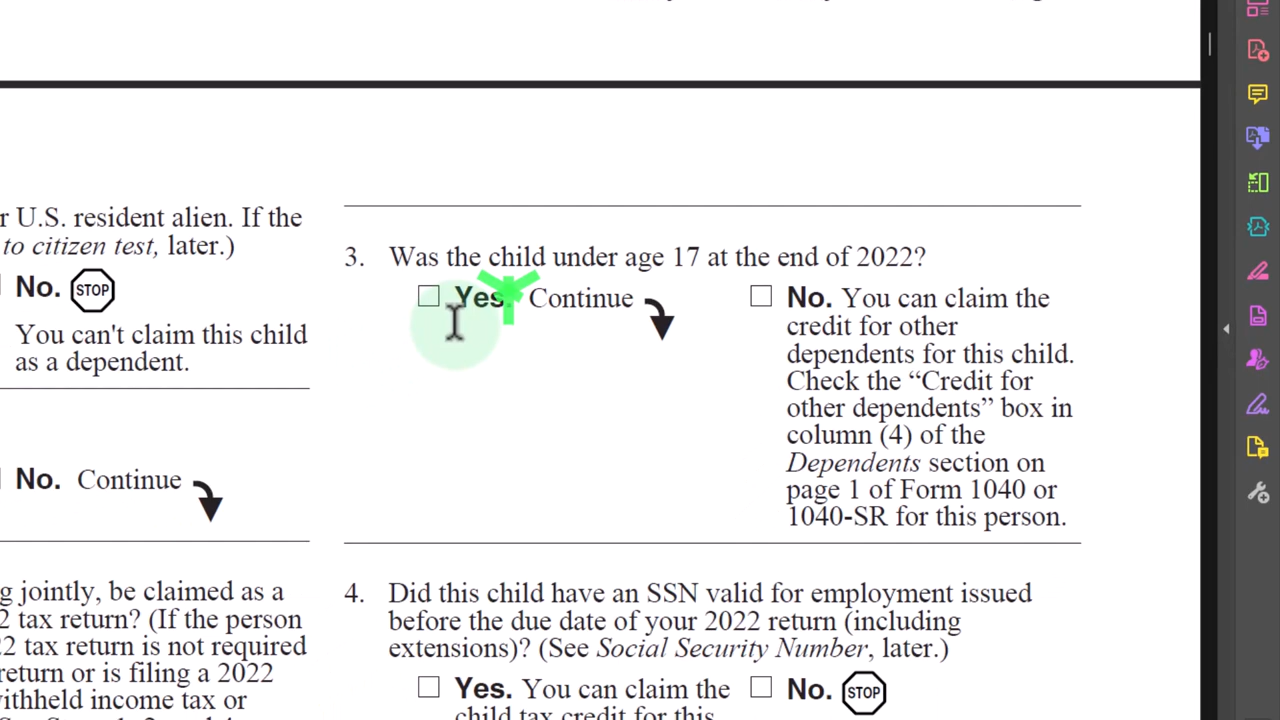 r U.S. resident alien. If the
to citizen test, later.)
No. STOP
You can't claim this child
as a dependent.
No. Continue
g jointly, be claimed as a
2 tax return? (If the person
22 tax return is not required
return or is filing a 2022
withheld income tax or
3. Was the child under age 17 at the end of 2022?
Yes. Continue
No. You can claim the
credit for other
dependents for this child.
Check the “Credit for
other dependents” box in
column (4) of the
Dependents section on
page 1 of Form 1040 or
1040-SR for this person.
4. Did this child have an SSN valid for employment issued
before the due date of your 2022 return (including
extensions)? (See Social Security Number, later.)
Yes. You can claim the
child tax credit for this
No. STOP